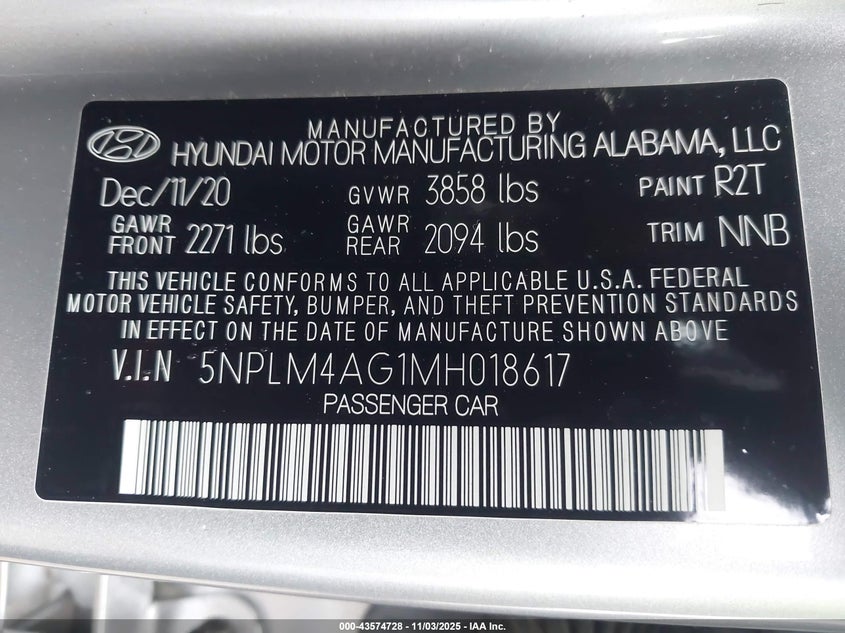 MANUFACTURED BY
HYUNDAI MOTOR MANUFACTURING ALABAMA, LLC
Dec/11/20 GVWR 3858 lbs PAINT R2T
GAWR FRONT 2271 lbs GAWR REAR 2094 lbs TRIM NNB
THIS VEHICLE CONFORMS TO ALL APPLICABLE U.S.A. FEDERAL
MOTOR VEHICLE SAFETY, BUMPER, AND THEFT PREVENTION STANDARDS
IN EFFECT ON THE DATE OF MANUFACTURE SHOWN ABOVE
V.I.N 5NPLM4AG1MH018617
PASSENGER CAR
000-43574728 - 11/03/2025 - IAA Inc.